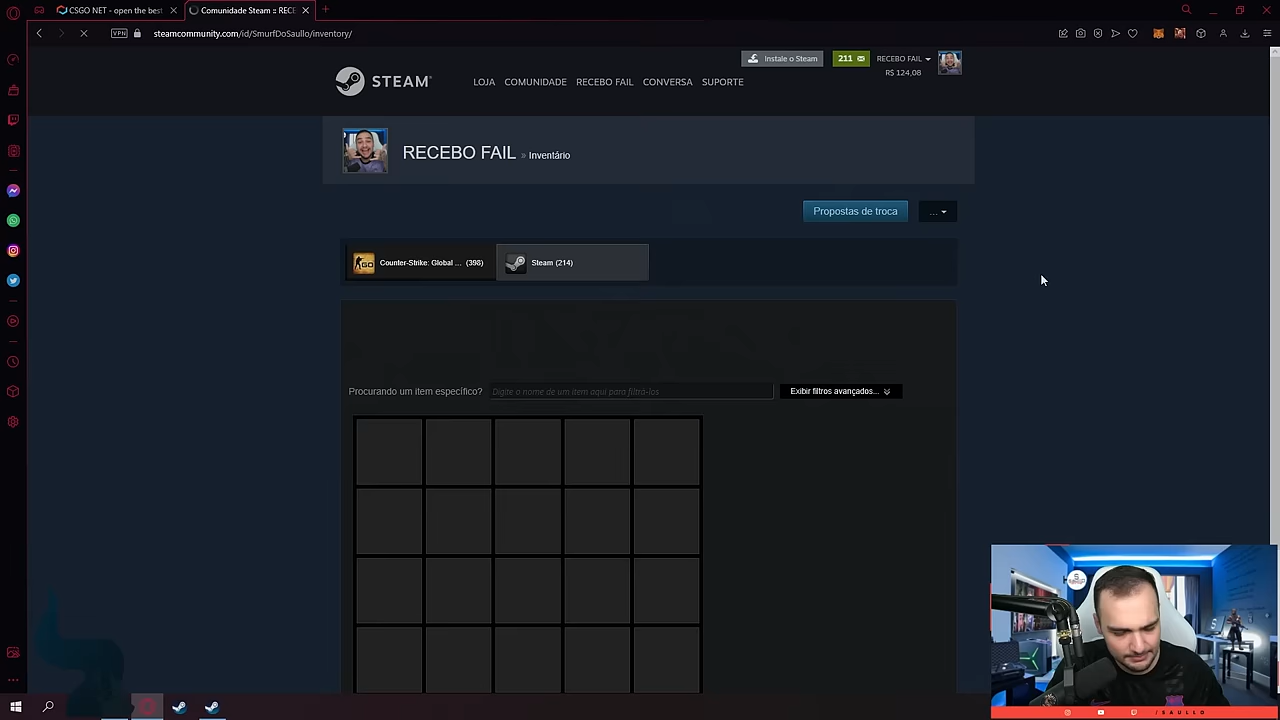 CSGO NET - open the best
Comunidade Steam :: RECE
VPN
steamcommunity.com/id/SmurfDoSaullo/inventory/
Instale o Steam
211
RECEBO FAIL
R$ 124,08
STEAM
LOJA COMUNIDADE RECEBO FAIL CONVERSA SUPORTE
RECEBO FAIL » Inventário
Propostas de troca
...
Counter-Strike: Global ... (398)
Steam (214)
Procurando um item específico?
Digite o nome de um item aqui para filtrá-los
Exibir filtros avançados...
/SAULLO